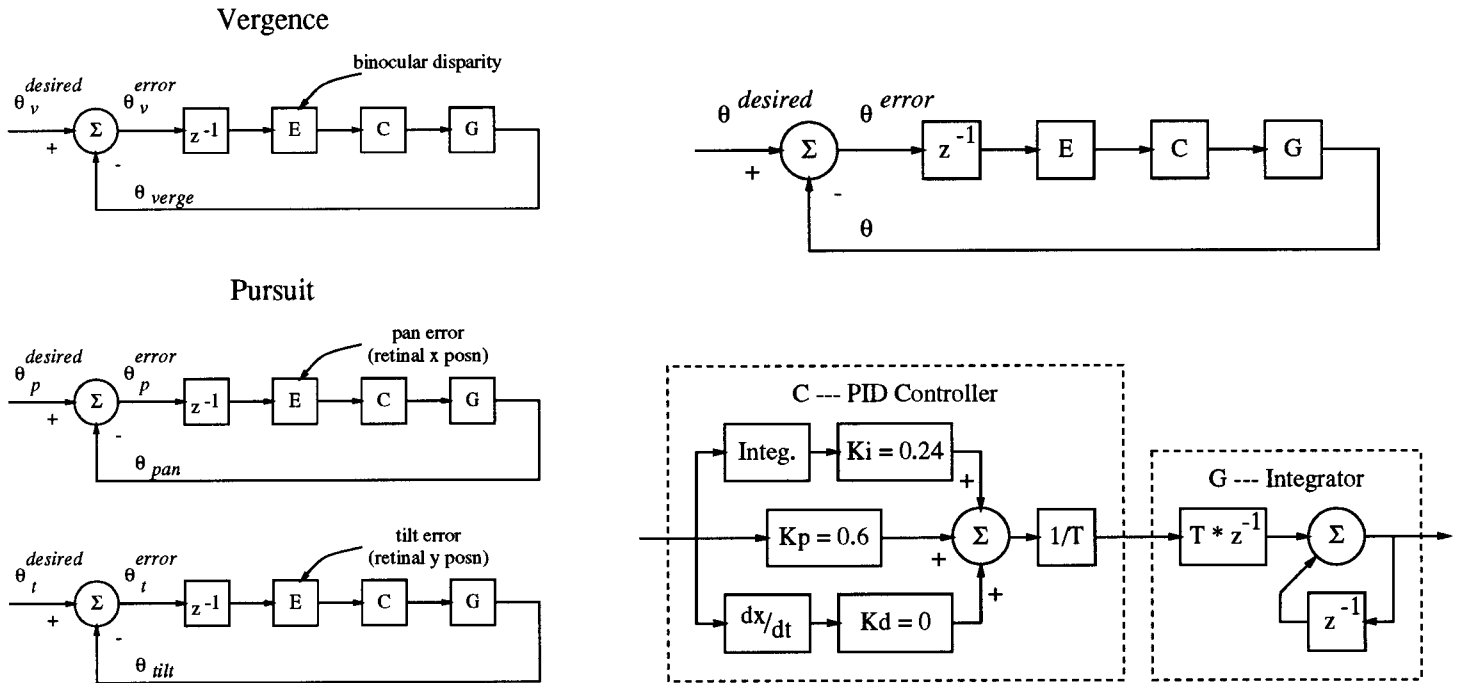 Vergence
binocular disparity
θ v desired
θ v error
Σ
z -1
E
C
G
+
-
θ verge
Pursuit
pan error
(retinal x posn)
θ p desired
θ p error
Σ
z -1
E
C
G
+
-
θ pan
tilt error
(retinal y posn)
θ t desired
θ t error
Σ
z -1
E
C
G
+
-
θ tilt
θ desired
θ error
Σ
z -1
E
C
G
+
-
θ
C --- PID Controller
Integ.
Ki = 0.24
+
Kp = 0.6
+
Σ
1/T
dx/dt
Kd = 0
+
G --- Integrator
T * z -1
Σ
z -1